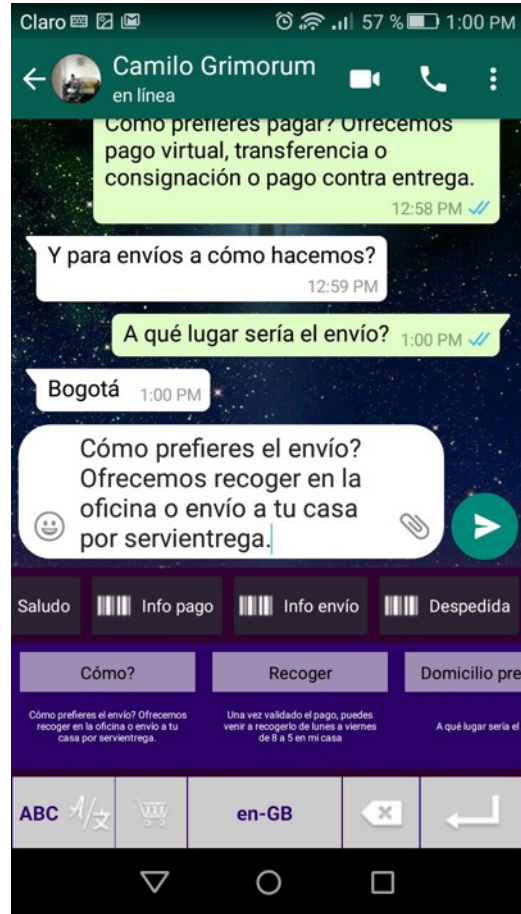 Claro 57 % 1:00 PM
Camilo Grimorum
en línea
Cómo prefieres pagar? Ofrecemos
pago virtual, transferencia o
consignación o pago contra entrega.
12:58 PM
Y para envíos a cómo hacemos?
12:59 PM
A qué lugar sería el envío? 1:00 PM
Bogotá 1:00 PM
Cómo prefieres el envío?
Ofrecemos recoger en la
oficina o envío a tu casa
por servientrega.
Saludo Info pago Info envío Despedida
Cómo? Recoger Domicilio pre
Cómo prefieres el envío? Ofrecemos
recoger en la oficina o envío a tu
casa por servientrega.
Una vez validado el pago, puedes
venir a recogerlo de lunes a viernes
de 8 a 5 en mi casa
A qué lugar sería el
ABC en-GB